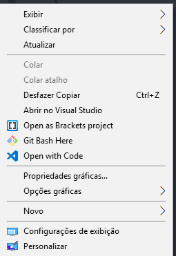 Exibir
Classificar por
Atualizar
Colar
Colar atalho
Desfazer Copiar Ctrl+Z
Abrir no Visual Studio
Open as Brackets project
Git Bash Here
Open with Code
Propriedades gráficas...
Opções gráficas
Novo
Configurações de exibição
Personalizar